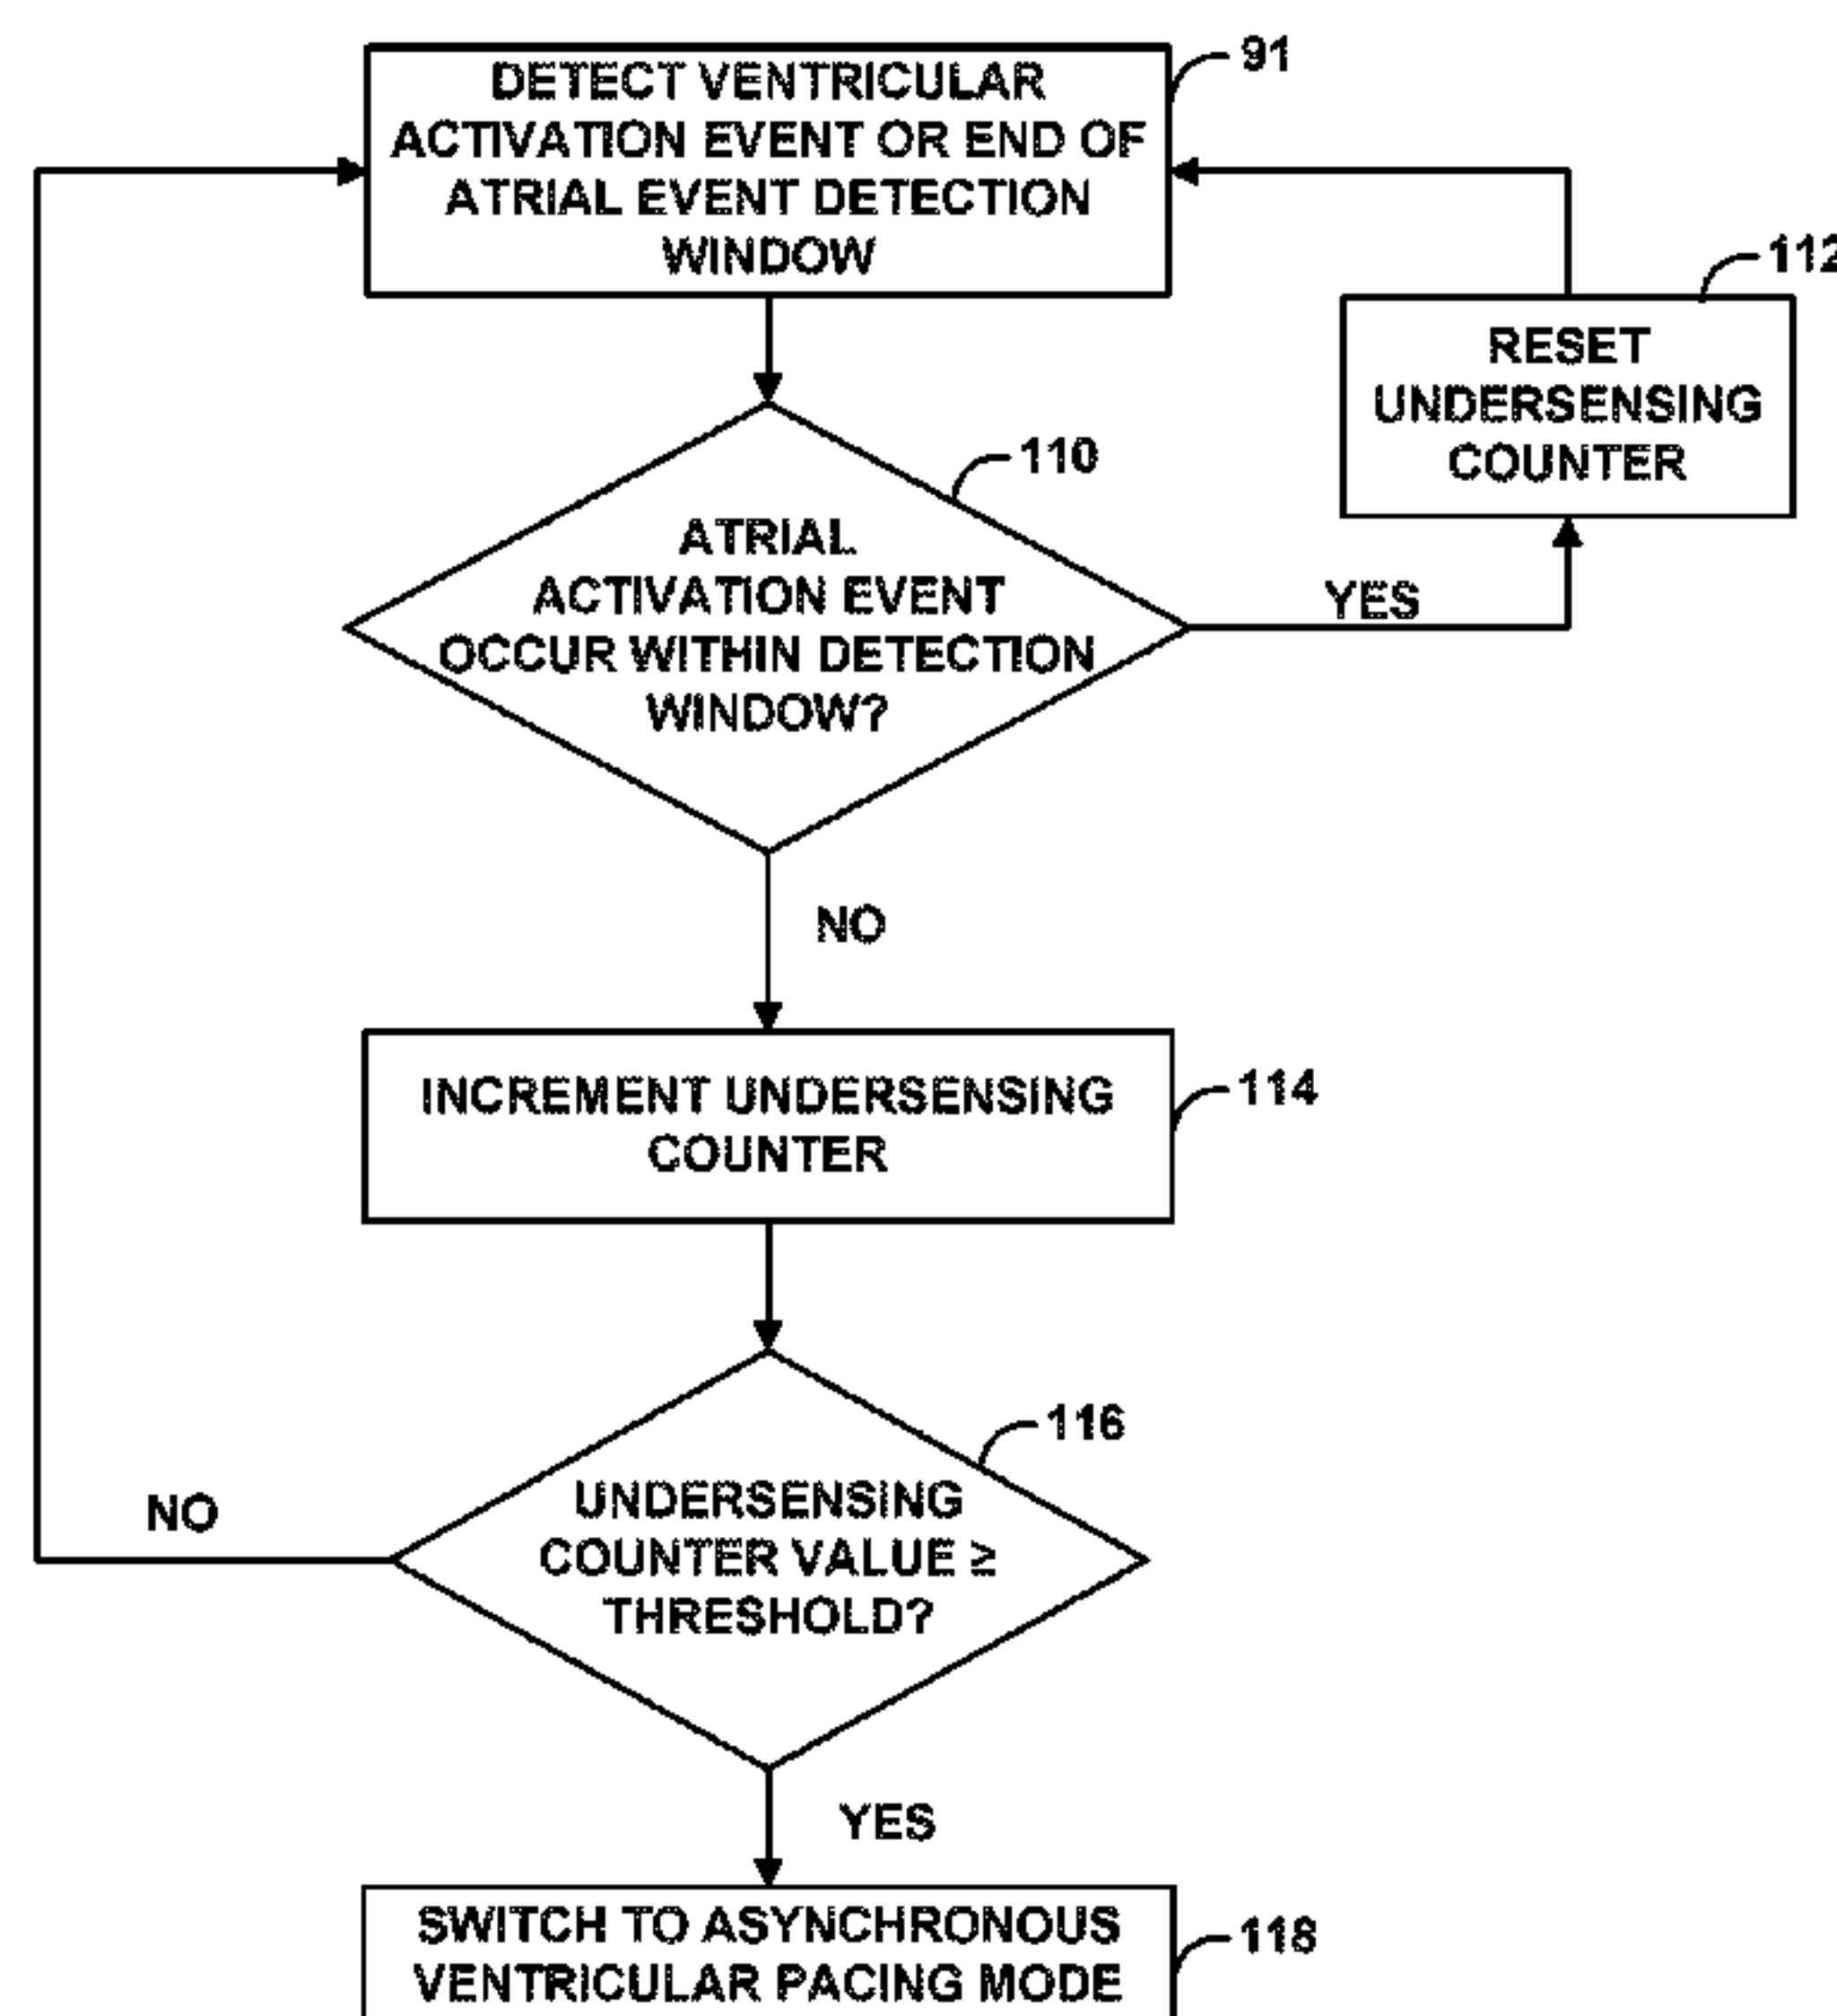 DETECT VENTRICULAR
ACTIVATION EVENT OR END OF
ATRIAL EVENT DETECTION
WINDOW
91
112
RESET
UNDERSENSING
COUNTER
110
ATRIAL
ACTIVATION EVENT
OCCUR WITHIN DETECTION
WINDOW?
YES
NO
INCREMENT UNDERSENSING
COUNTER
114
116
UNDERSENSING
COUNTER VALUE ≥
THRESHOLD?
NO
YES
SWITCH TO ASYNCHRONOUS
VENTRICULAR PACING MODE
118